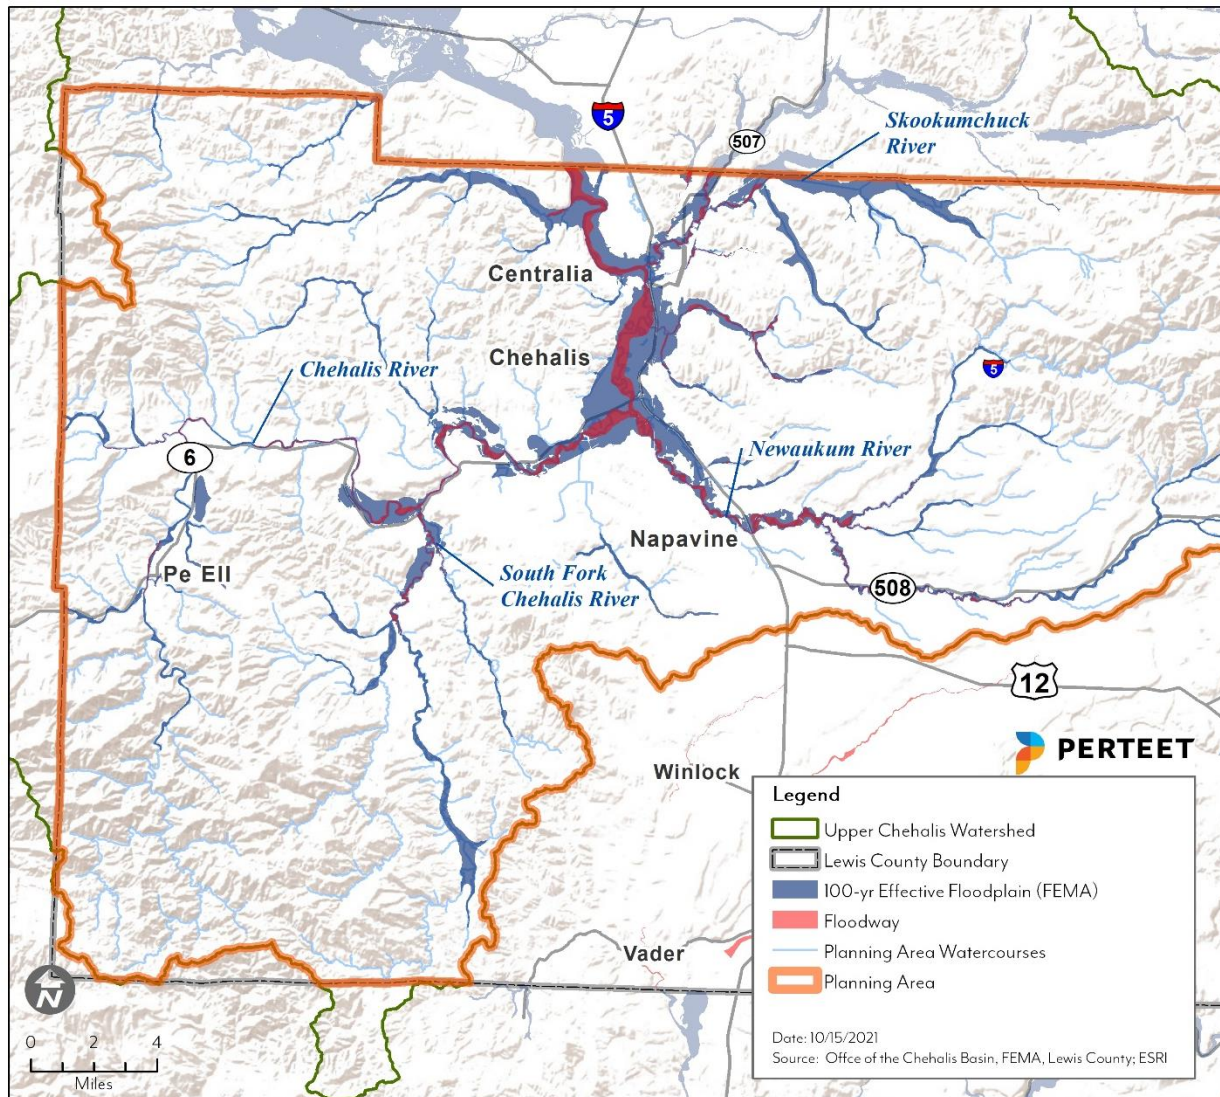 5
507
Skookumchuck
River
Centralia
Chehalis
Chehalis River
5
6
Newaukum River
Napavine
Pe Ell
South Fork
Chehalis River
508
12
PERTEET
Winlock
Vader
Legend
Upper Chehalis Watershed
Lewis County Boundary
100-yr Effective Floodplain (FEMA)
Floodway
Planning Area Watercourses
Planning Area
Date: 10/15/2021
Source: Offce of the Chehalis Basin, FEMA, Lewis County; ESRI
N
0 2 4
Miles